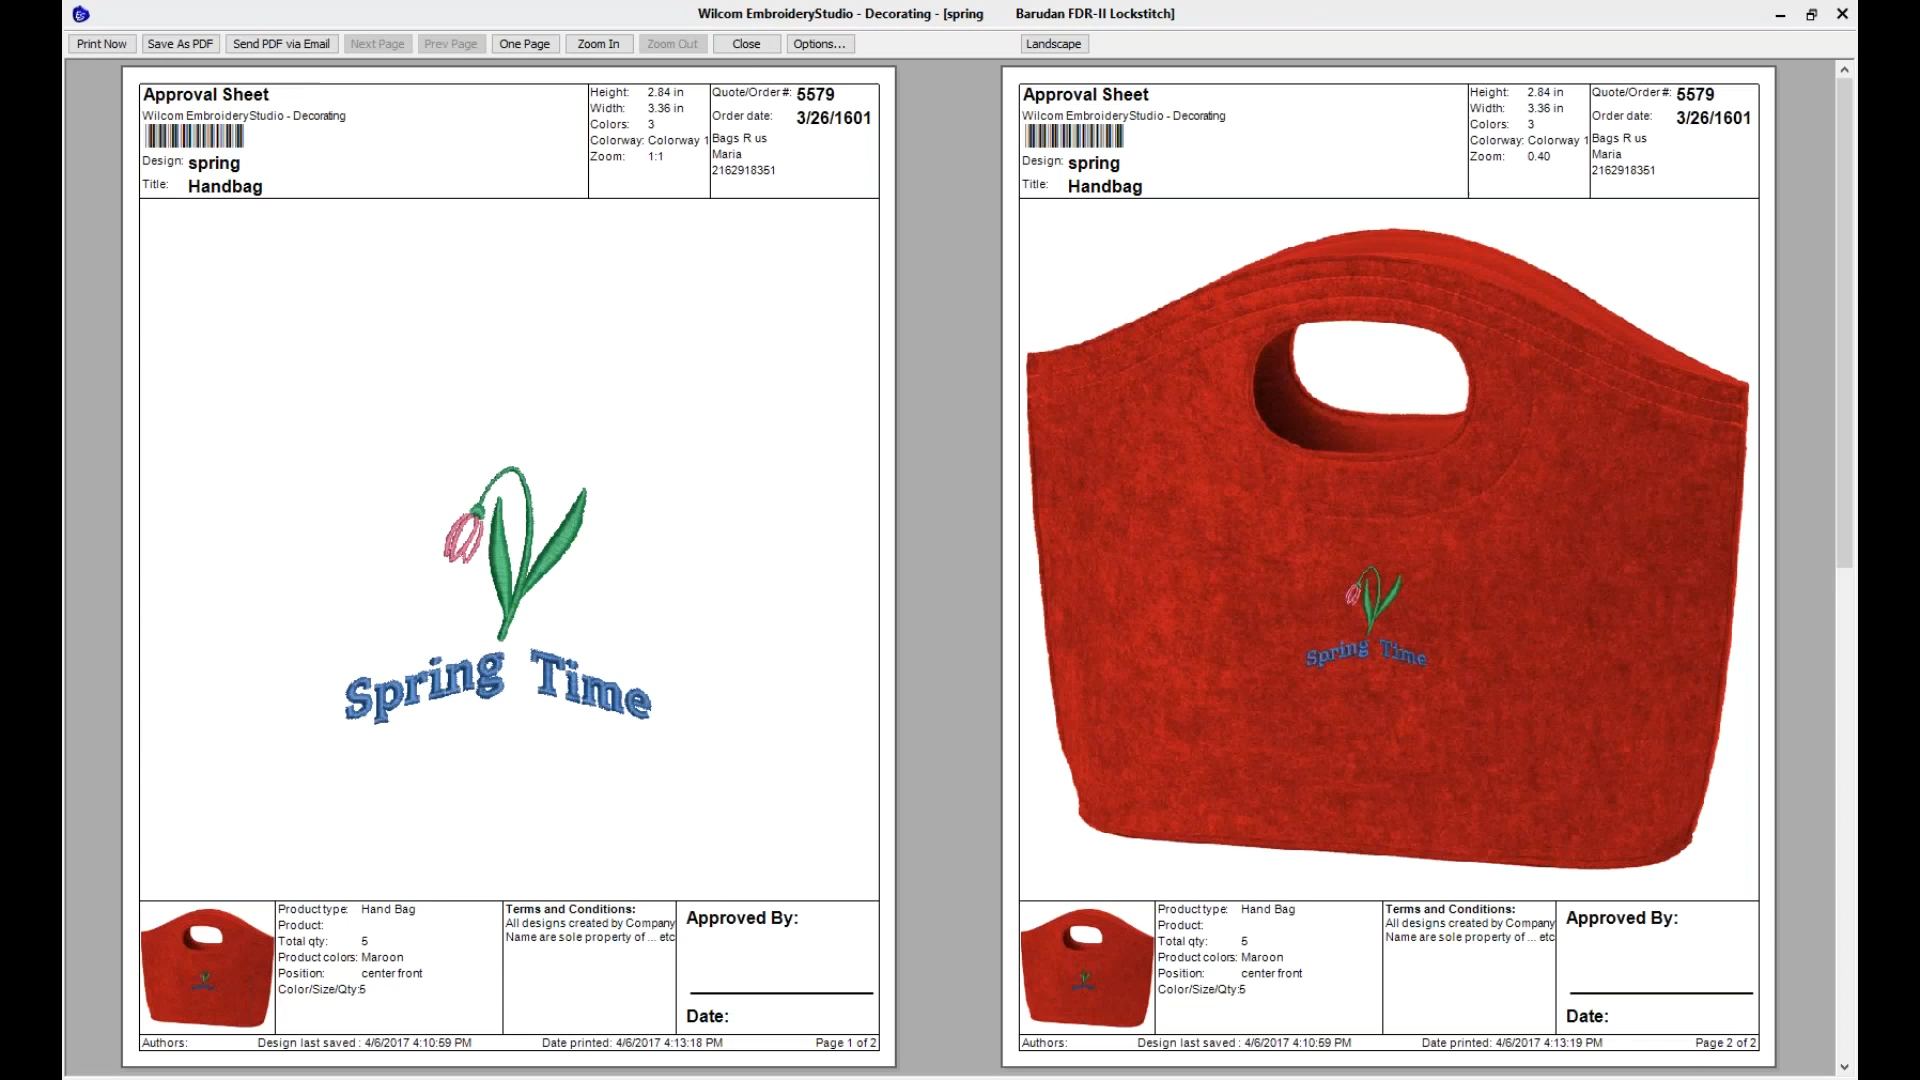 Wilcom EmbroideryStudio - Decorating - [spring Barudan FDR-II Lockstitch]
Print Now Save As PDF Send PDF via Email Next Page Prev Page One Page Zoom In Zoom Out Close Options... Landscape
Approval Sheet
Wilcom EmbroideryStudio - Decorating
Design: spring
Title: Handbag
Height: 2.84 in
Width: 3.36 in
Colors: 3
Colorway: Colorway 1
Zoom: 1:1
Quote/Order #: 5579
Order date: 3/26/1601
Bags R us
Maria
2162918351
Spring Time
Product type: Hand Bag
Product:
Total qty: 5
Product colors: Maroon
Position: center front
Color/Size/Qty:5
Terms and Conditions:
All designs created by Company
Name are sole property of ... etc
Approved By:
Date:
Authors: Design last saved : 4/6/2017 4:10:59 PM Date printed: 4/6/2017 4:13:18 PM Page 1 of 2
Approval Sheet
Wilcom EmbroideryStudio - Decorating
Design: spring
Title: Handbag
Height: 2.84 in
Width: 3.36 in
Colors: 3
Colorway: Colorway 1
Zoom: 0.40
Quote/Order #: 5579
Order date: 3/26/1601
Bags R us
Maria
2162918351
Spring Time
Product type: Hand Bag
Product:
Total qty: 5
Product colors: Maroon
Position: center front
Color/Size/Qty:5
Terms and Conditions:
All designs created by Company
Name are sole property of ... etc
Approved By:
Date:
Authors: Design last saved : 4/6/2017 4:10:59 PM Date printed: 4/6/2017 4:13:19 PM Page 2 of 2